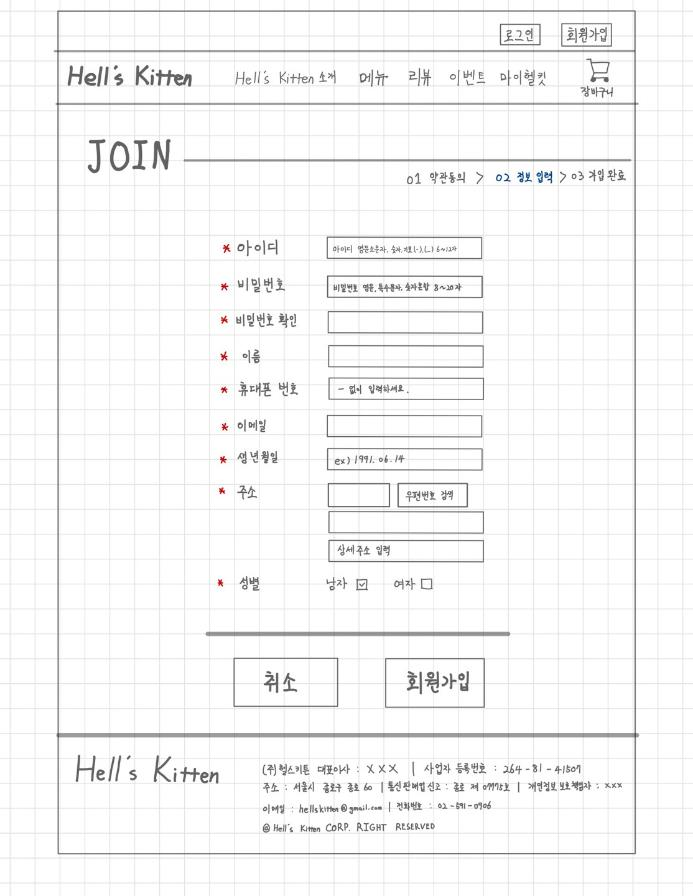 로그인 회원가입
Hell's Kitten Hell's Kitten 소개 메뉴 리뷰 이벤트 마이헬킷 장바구니
JOIN
01 약관동의 > 02 정보 입력 > 03 가입 완료
* 아이디 아이디 영문소문자, 숫자, 기호(-), (_) 6~12자
* 비밀번호 비밀번호 영문, 특수문자, 숫자혼합 8~20자
* 비밀번호 확인
* 이름
* 휴대폰 번호 - 없이 입력하세요.
* 이메일
* 생년월일 ex) 1991. 06. 14
* 주소 우편번호 검색
상세주소 입력
* 성별 남자 여자
취소 회원가입
Hell's Kitten
(주)헬스키튼 대표이사 : XXX | 사업자 등록번호 : 264-81-41507
주소 : 서울시 종로구 종로 60 | 통신판매업신고 : 종로 제 07975호 | 개인정보 보호책임자 : xxx
이메일 : hellskitten@gmail.com | 전화번호 : 02-591-0906
@ Hell's Kitten CORP. RIGHT RESERVED